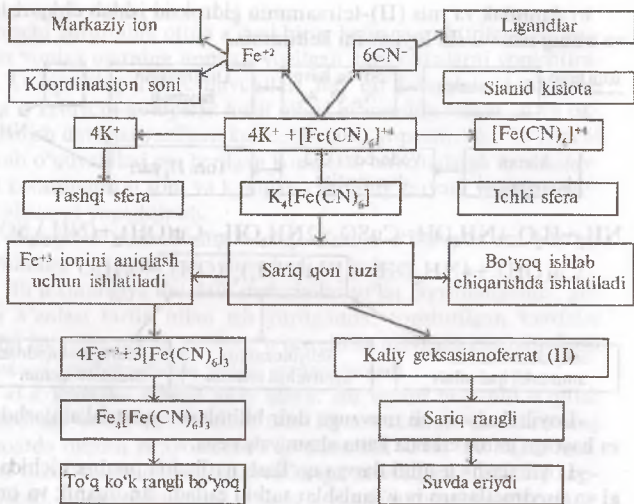 Markaziy ion
Fe⁺²
6CN⁻
Ligandlar
Koordinatsion soni
Sianid kislota
4K⁺
4K⁺ +[Fe(CN)₆]⁺⁴
[Fe(CN)₆]⁺⁴
Tashqi sfera
K₄[Fe(CN)₆]
Ichki sfera
Fe⁺³ ionini aniqlash
uchun ishlatiladi
Sariq qon tuzi
Bo‘yoq ishlab
chiqarishda ishlatiladi
4Fe⁺³+3[Fe(CN)₆]₃
Kaliy geksasianoferrat (II)
Fe₄[Fe(CN)₆]₃
Sariq rangli
To‘q ko‘k rangli bo‘yoq
Suvda eriydi